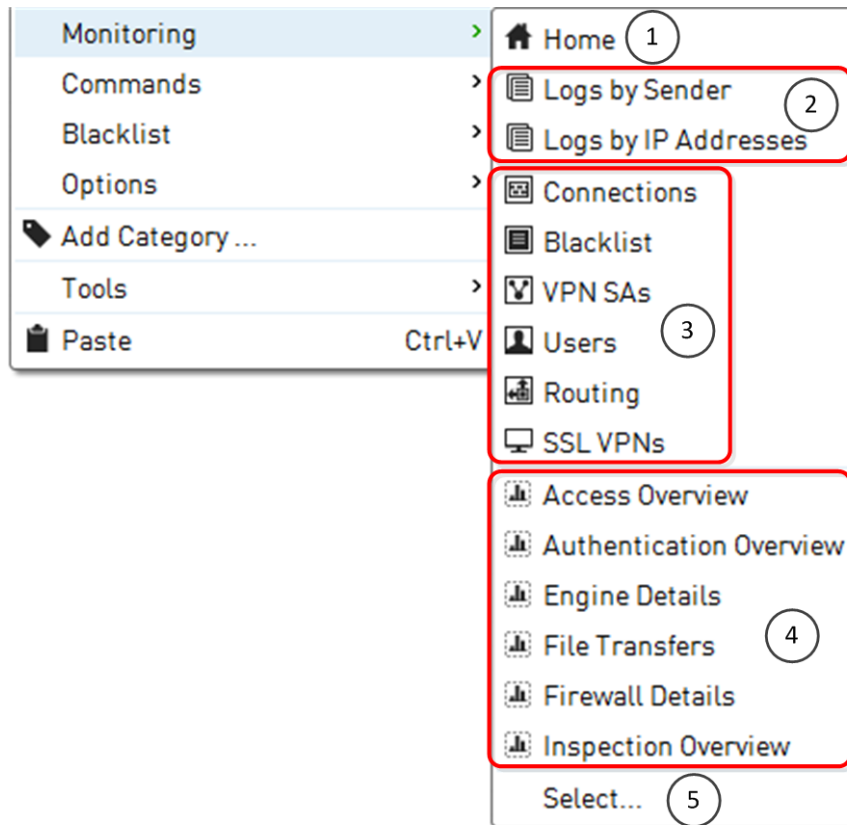 Monitoring
Commands
Blacklist
Options
Add Category ...
Tools
Paste Ctrl+V
Home 1
Logs by Sender
2
Logs by IP Addresses
Connections
Blacklist
VPN SAs
Users 3
Routing
SSL VPNs
Access Overview
Authentication Overview
Engine Details
File Transfers 4
Firewall Details
Inspection Overview
Select... 5